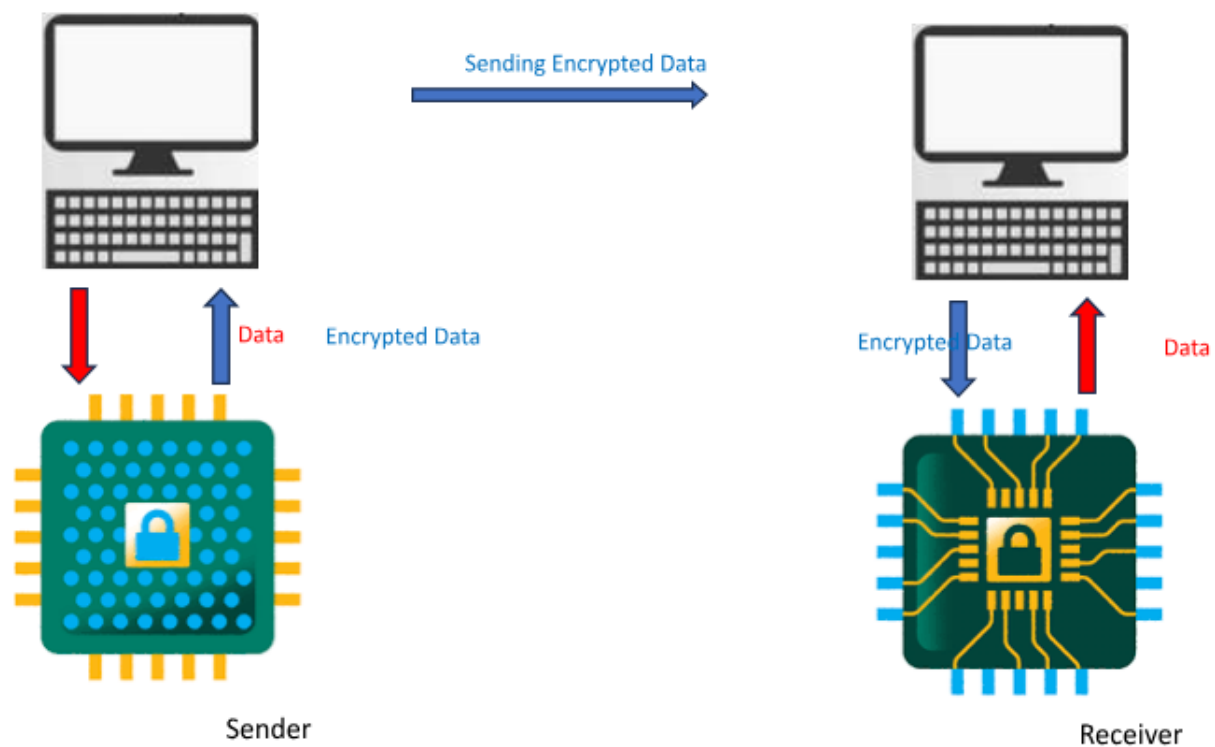 Sending Encrypted Data
Data
Encrypted Data
Encrypted Data
Data
Sender
Receiver